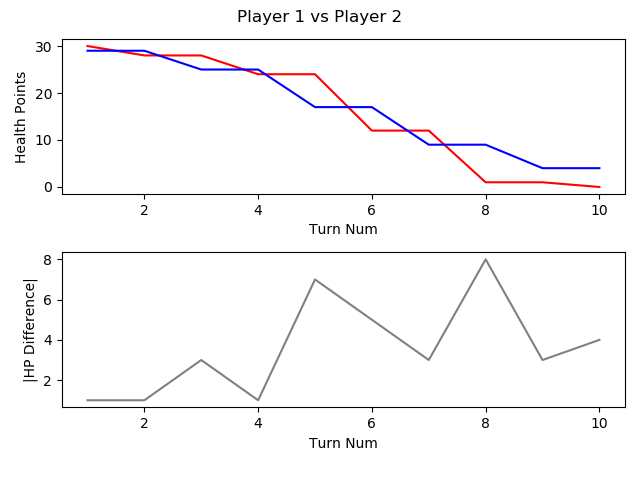 Player 1 vs Player 2
30
20
10
0
Health Points
2 4 6 8 10
Turn Num
8
6
4
2
|HP Difference|
2 4 6 8 10
Turn Num